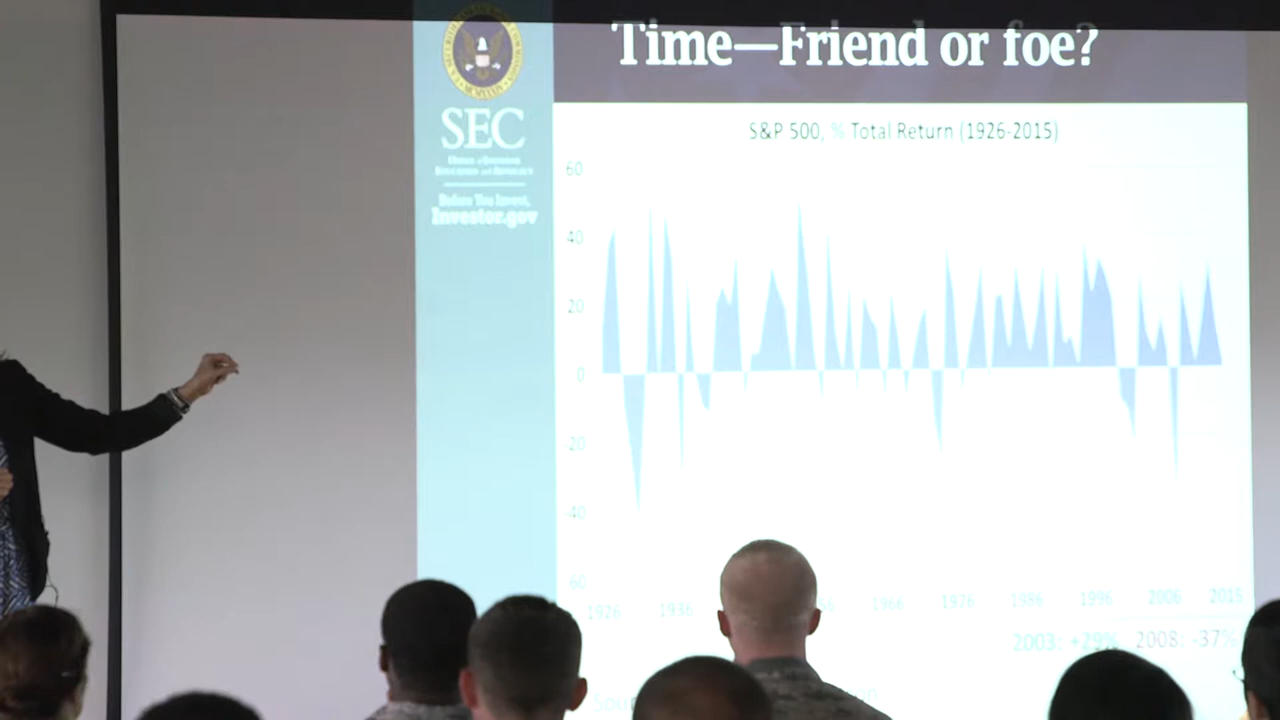 Time—Friend or foe?
SEC
Before You Invest,
Investor.gov
S&P 500, % Total Return (1926-2015)
60
40
20
0
-20
-40
60
1926 1936 1966 1976 1986 1996 2006 2015
2003: +29% 2008: -37%